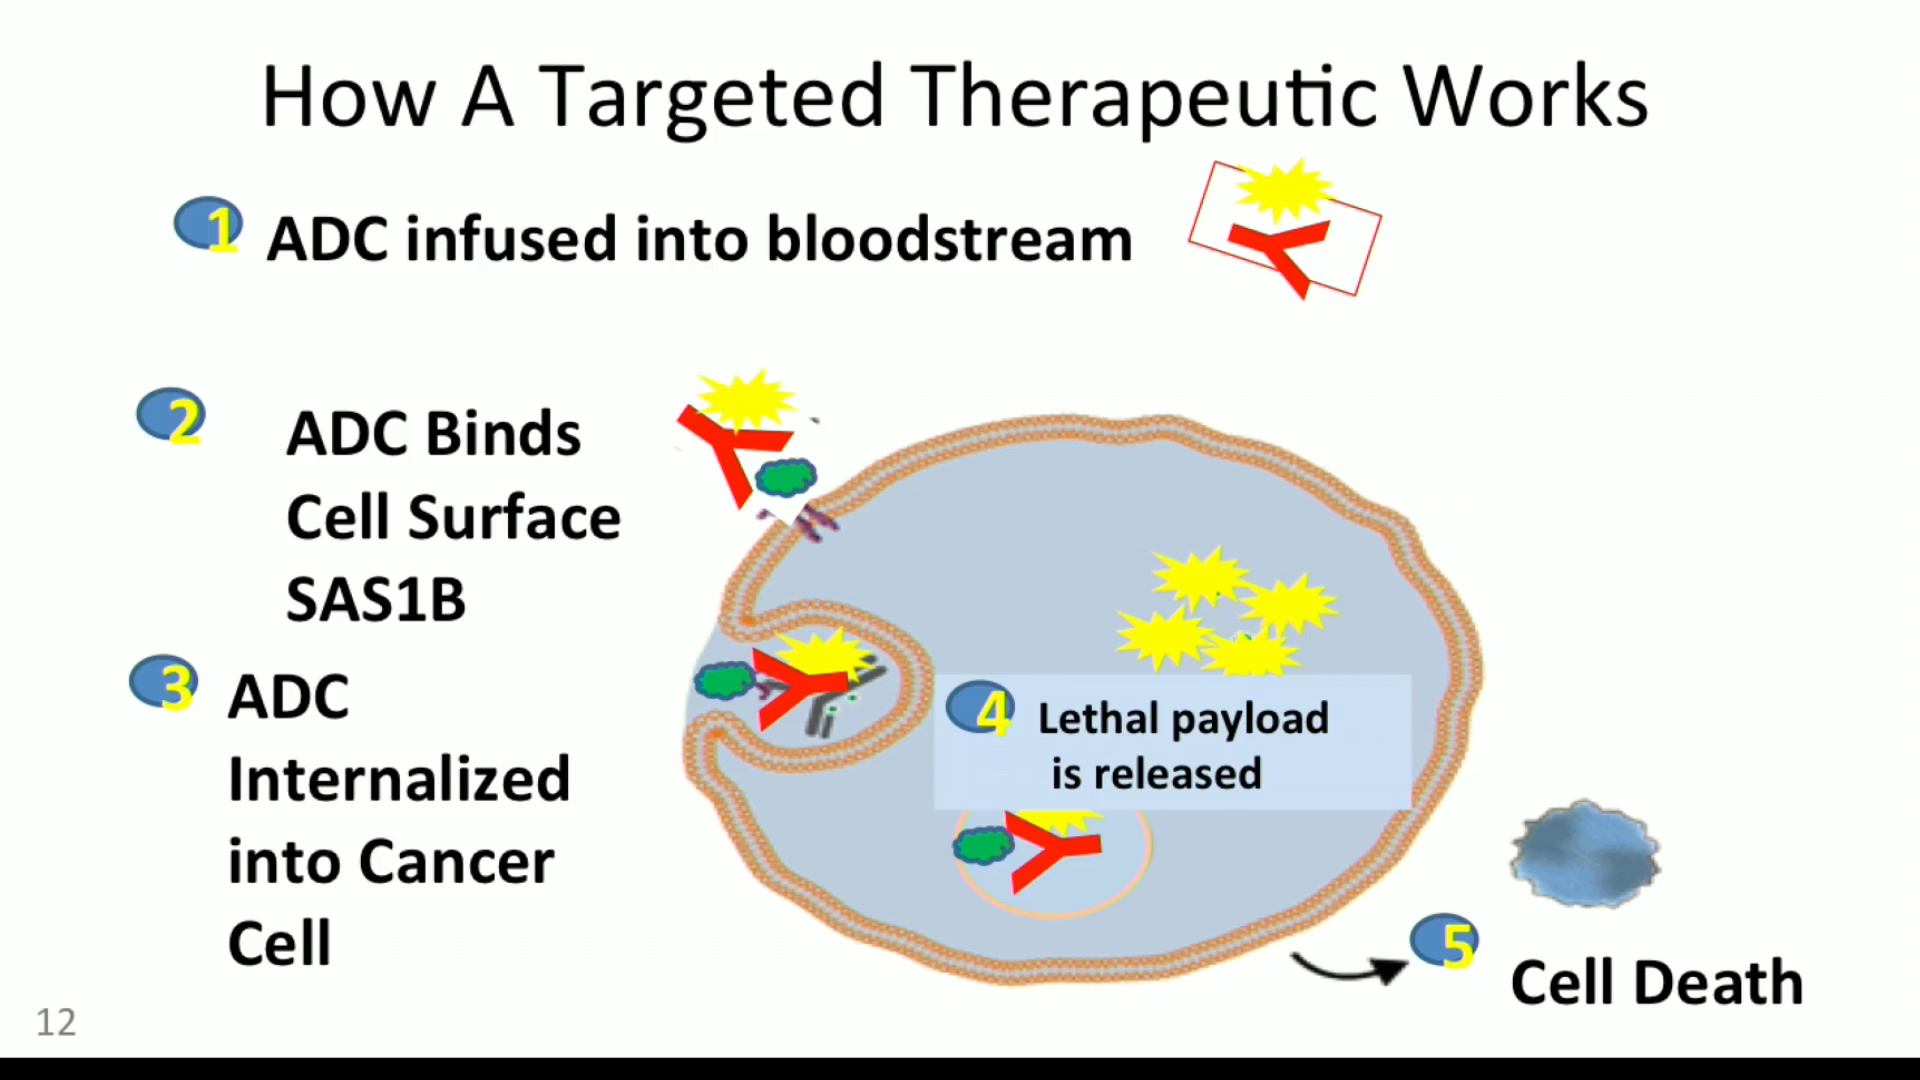 How A Targeted Therapeutic Works
1 ADC infused into bloodstream
2 ADC Binds
Cell Surface
SAS1B
3 ADC
Internalized
into Cancer
Cell
4 Lethal payload
is released
5 Cell Death
12